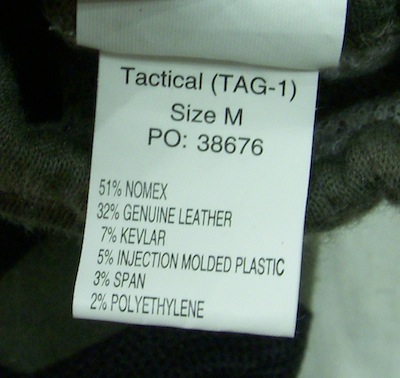 Tactical (TAG-1)
Size M
PO: 38676
51% NOMEX
32% GENUINE LEATHER
7% KEVLAR
5% INJECTION MOLDED PLASTIC
3% SPAN
2% POLYETHYLENE